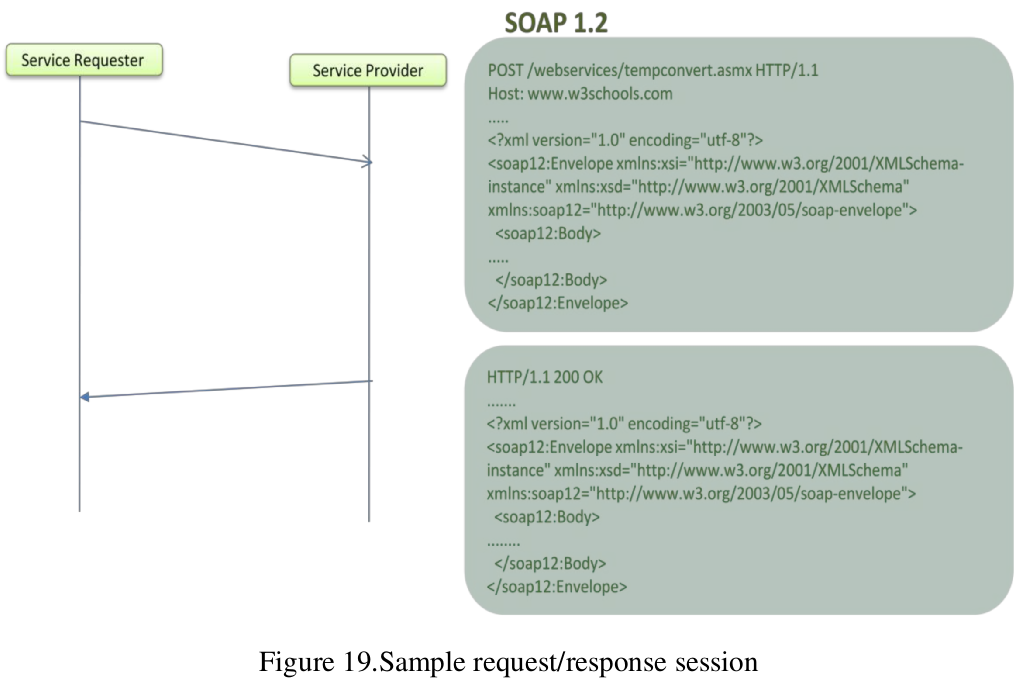 SOAP 1.2
Service Requester
Service Provider
POST /webservices/tempconvert.asmx HTTP/1.1
Host: www.w3schools.com
.....
<?xml version="1.0" encoding="utf-8"?>
<soap12:Envelope xmlns:xsi="http://www.w3.org/2001/XMLSchema-
instance" xmlns:xsd="http://www.w3.org/2001/XMLSchema"
xmlns:soap12="http://www.w3.org/2003/05/soap-envelope">
<soap12:Body>
.....
</soap12:Body>
</soap12:Envelope>
HTTP/1.1 200 OK
.......
<?xml version="1.0" encoding="utf-8"?>
<soap12:Envelope xmlns:xsi="http://www.w3.org/2001/XMLSchema-
instance" xmlns:xsd="http://www.w3.org/2001/XMLSchema"
xmlns:soap12="http://www.w3.org/2003/05/soap-envelope">
<soap12:Body>
........
</soap12:Body>
</soap12:Envelope>
Figure 19.Sample request/response session